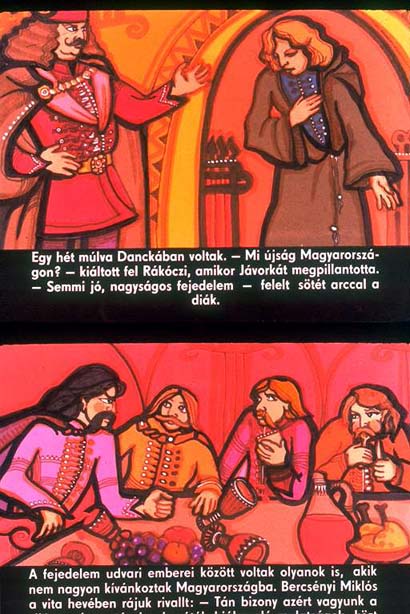 Egy hét múlva Danckában voltak. — Mi újság Magyarorszá-
gon? — kiáltott fel Rákóczi, amikor Jávorkát megpillantotta.
— Semmi jó, nagyságos fejedelem — felelt sötét arccal a
diák.
A fejedelem udvari emberei között voltak olyanok is, akik
nem nagyon kívánkoztak Magyarországba. Bercsényi Miklós
a vita hevében rájuk rivallt: — Tán bizony azért vagyunk a